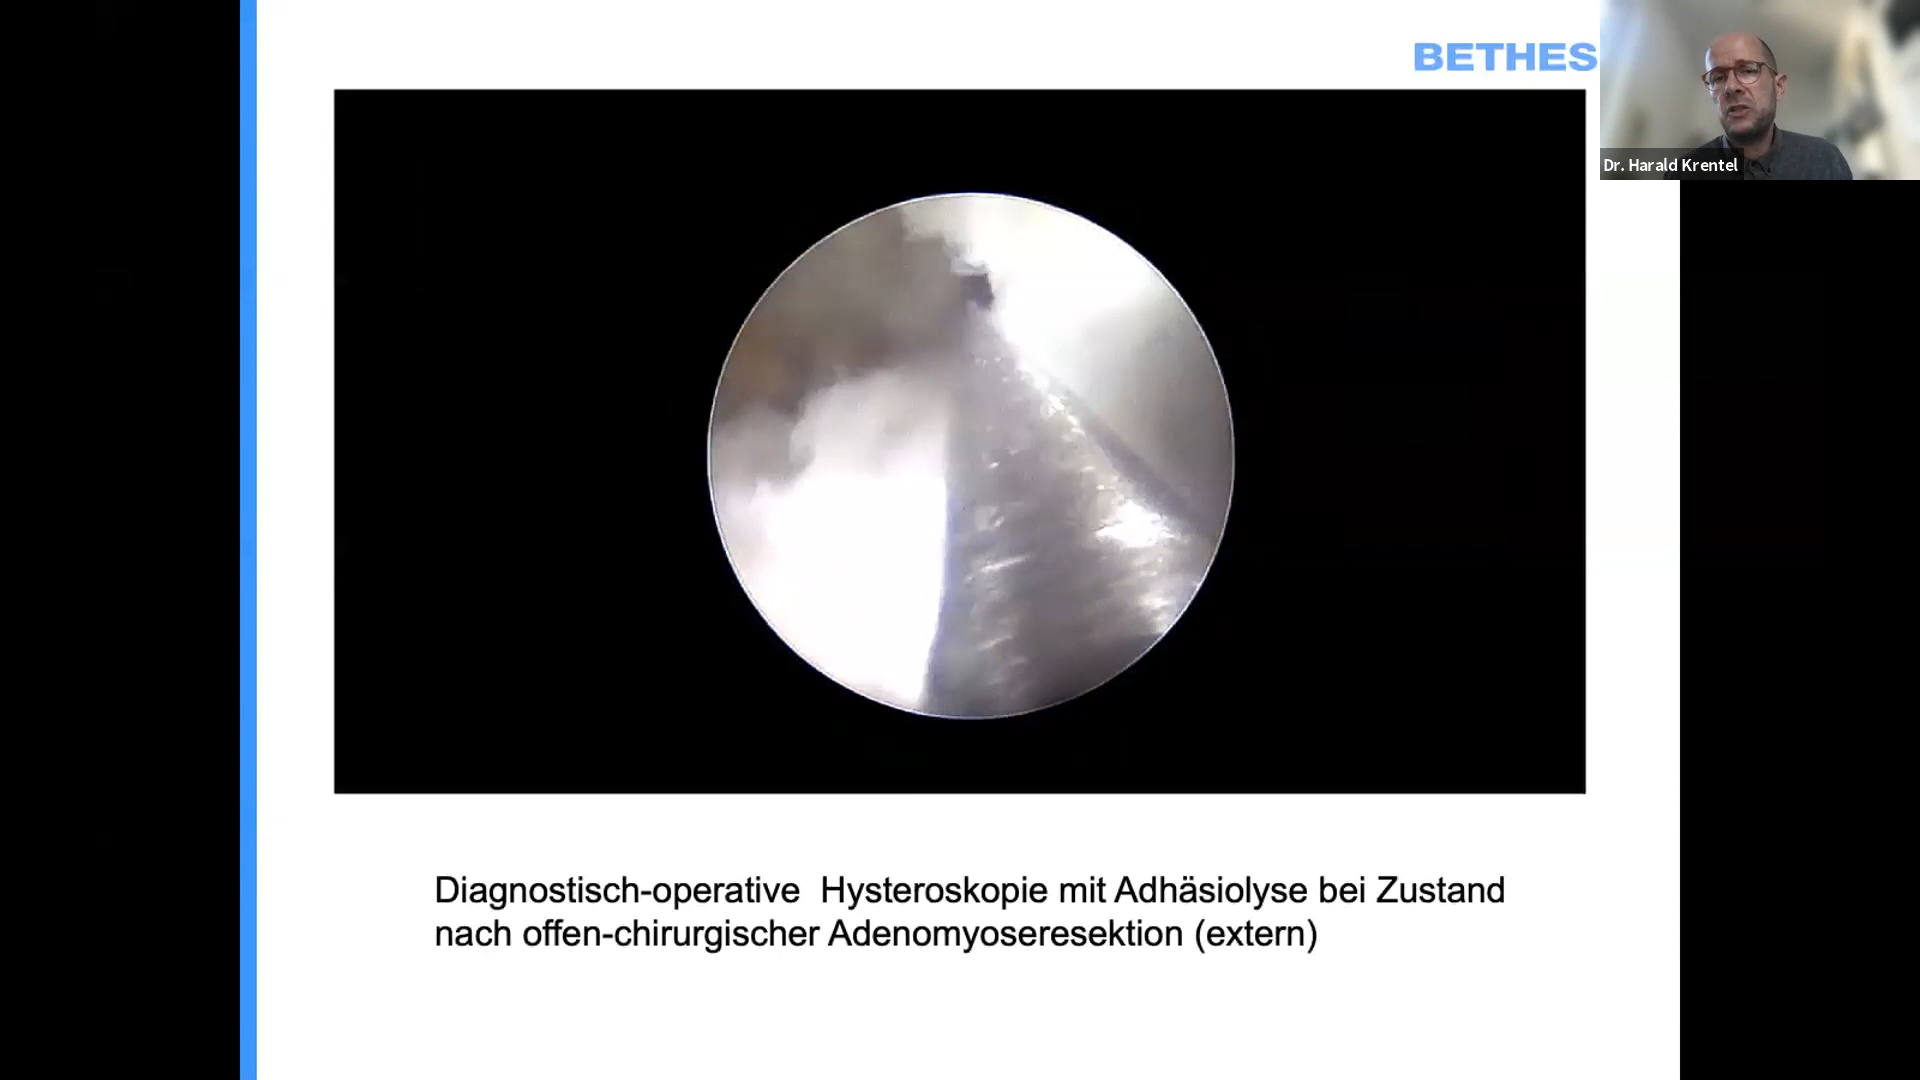 BETHES
Dr. Harald Krentel
Diagnostisch-operative  Hysteroskopie mit Adhäsiolyse bei Zustand
nach offen-chirurgischer Adenomyoseresektion (extern)